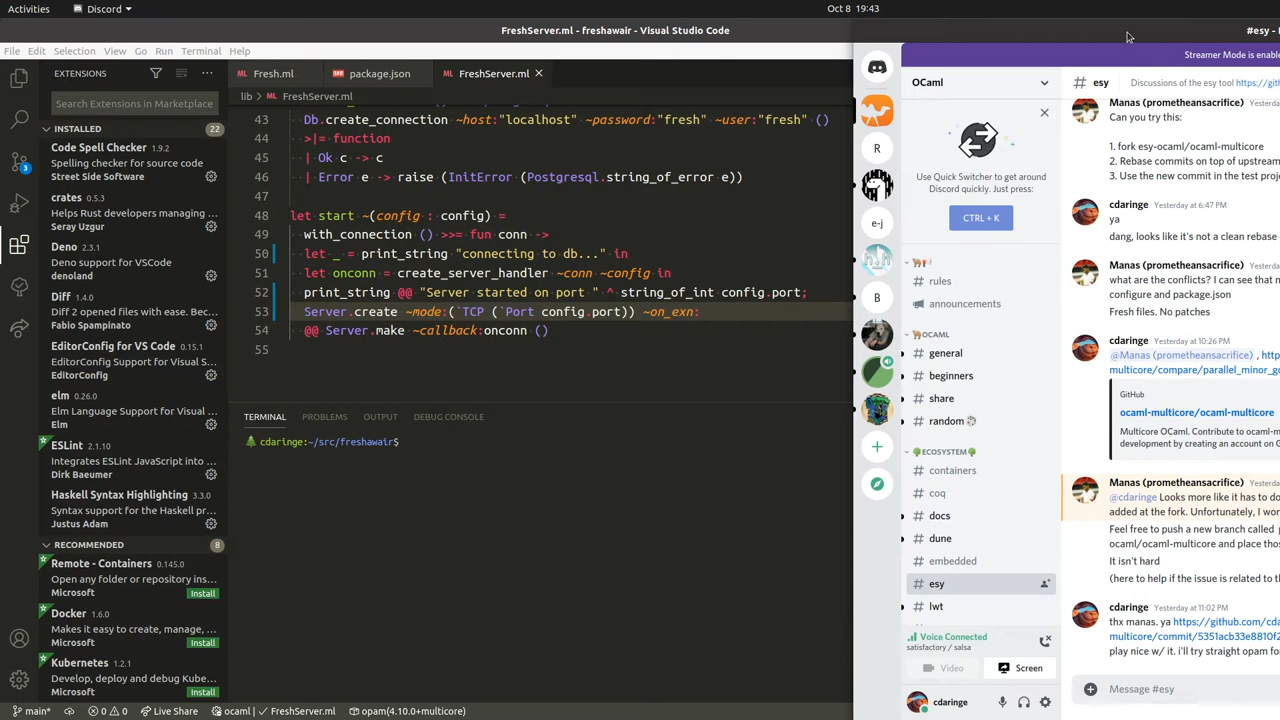 Activities
Discord
Oct 8 19:43
FreshServer.ml - freshawair - Visual Studio Code
#esy -
File Edit Selection View Go Run Terminal Help
EXTENSIONS
Search Extensions in Marketplace
INSTALLED 22
Code Spell Checker 1.9.2
Spelling checker for source code
Street Side Software
crates 0.5.3
Helps Rust developers managing ...
Seray Uzgur
Deno 2.3.1
Deno support for VSCode
denoland
Diff 1.4.0
Diff 2 opened files with ease. Bec...
Fabio Spampinato
EditorConfig for VS Code 0.15.1
EditorConfig Support for Visual ...
EditorConfig
elm 0.26.0
Elm Language Support for Visual ...
Elm
ESLint 2.1.10
Integrates ESLint JavaScript into ...
Dirk Baeumer
Haskell Syntax Highlighting 3.3.0
Syntax support for the Haskell pr...
Justus Adam
RECOMMENDED 8
Remote - Containers 0.145.0
Open any folder or repository ins...
Microsoft Install
Docker 1.6.0
Makes it easy to create, manage, ...
Microsoft Install
Kubernetes 1.2.1
Develop, deploy and debug Kube...
Microsoft Install
Fresh.ml package.json FreshServer.ml
lib > FreshServer.ml
43 Db.create_connection ~host:"localhost" ~password:"fresh" ~user:"fresh" ()
44 >|= function
45 | Ok c -> c
46 | Error e -> raise (InitError (Postgresql.string_of_error e))
47
48 let start ~(config : config) =
49 with_connection () >>= fun conn ->
50 let _ = print_string "connecting to db..." in
51 let onconn = create_server_handler ~conn ~config in
52 print_string @@ "Server started on port " ^ string_of_int config.port;
53 Server.create ~mode:(`TCP (`Port config.port)) ~on_exn:
54 @@ Server.make ~callback:onconn ()
55
TERMINAL PROBLEMS OUTPUT DEBUG CONSOLE
cdaringe:~/src/freshawair$
main* 3 0 0 Live Share ocaml | FreshServer.ml opam(4.10.0+multicore)
Streamer Mode is enable
OCaml
R
e-j
h.h
B
Use Quick Switcher to get around
Discord quickly. Just press:
CTRL + K
rules
announcements
OCAML
general
beginners
share
random
ECOSYSTEM
containers
coq
docs
dune
embedded
esy
lwt
Voice Connected
satisfactory / salsa
Video Screen
cdaringe
# esy Discussions of the esy tool https://git
Manas (prometheansacrifice) Yesterda
Can you try this:
1. fork esy-ocaml/ocaml-multicore
2. Rebase commits on top of upstream
3. Use the new commit in the test proje
cdaringe Yesterday at 6:47 PM
ya
dang, looks like it's not a clean rebase
Manas (prometheansacrifice) Yesterda
what are the conflicts? I can see that m
configure and package.json
Fresh files. No patches
cdaringe Yesterday at 10:26 PM
@Manas (prometheansacrifice) , http
multicore/compare/parallel_minor_gc
GitHub
ocaml-multicore/ocaml-multicore
Multicore OCaml. Contribute to ocaml-m
development by creating an account on G
Manas (prometheansacrifice) Yesterda
@cdaringe Looks more like it has to do
added at the fork. Unfortunately, I wor
Feel free to push a new branch called
ocaml/ocaml-multicore and place thos
It isn't hard
(here to help if the issue is related to th
cdaringe Yesterday at 11:02 PM
thx manas. ya https://github.com/cda
multicore/commit/5351acb33e8810f2
play nice w/ it. i'll try straight opam for
Message #esy